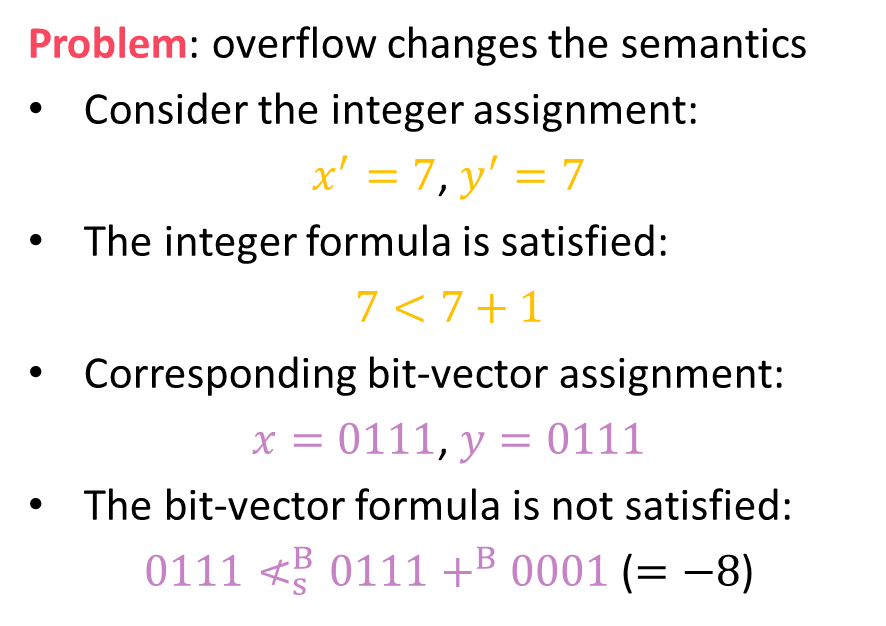 Problem: overflow changes the semantics
• Consider the integer assignment:
x′ = 7, y′ = 7
• The integer formula is satisfied:
7 < 7 + 1
• Corresponding bit-vector assignment:
x = 0111, y = 0111
• The bit-vector formula is not satisfied:
0111 ≮ₛᴮ 0111 +ᴮ 0001 (= −8)